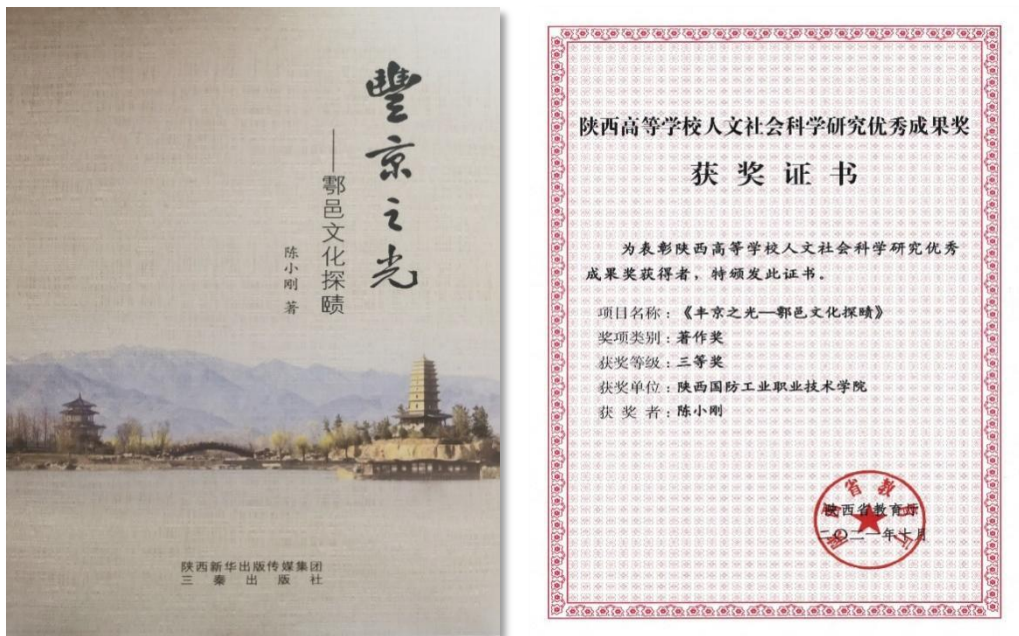 豐京之光
——鄠邑文化探赜
陈小刚 著
陕西新华出版传媒集团
三秦出版社
陕西高等学校人文社会科学研究优秀成果奖
获奖证书
为表彰陕西高等学校人文社会科学研究优秀
成果奖获得者，特颁发此证书。
项目名称：《丰京之光—鄠邑文化探赜》
奖项类别：著作奖
获奖等级：三等奖
获奖单位：陕西国防工业职业技术学院
获奖者：陈小刚
陕西省教育厅
二〇二一年十月